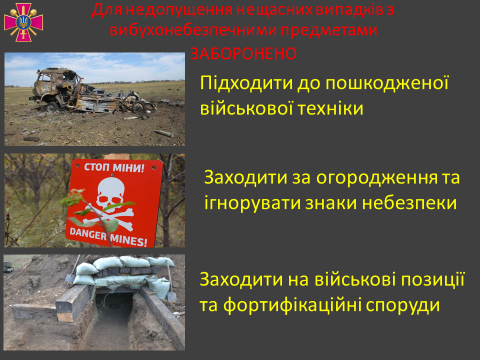 Для недопущення нещасних випадків з
вибухонебезпечними предметами
ЗАБОРОНЕНО
Підходити до пошкодженої
військової техніки
СТОП МІНИ!
DANGER MINES!
Заходити за огородження та
ігнорувати знаки небезпеки
Заходити на військові позиції
та фортифікаційні споруди